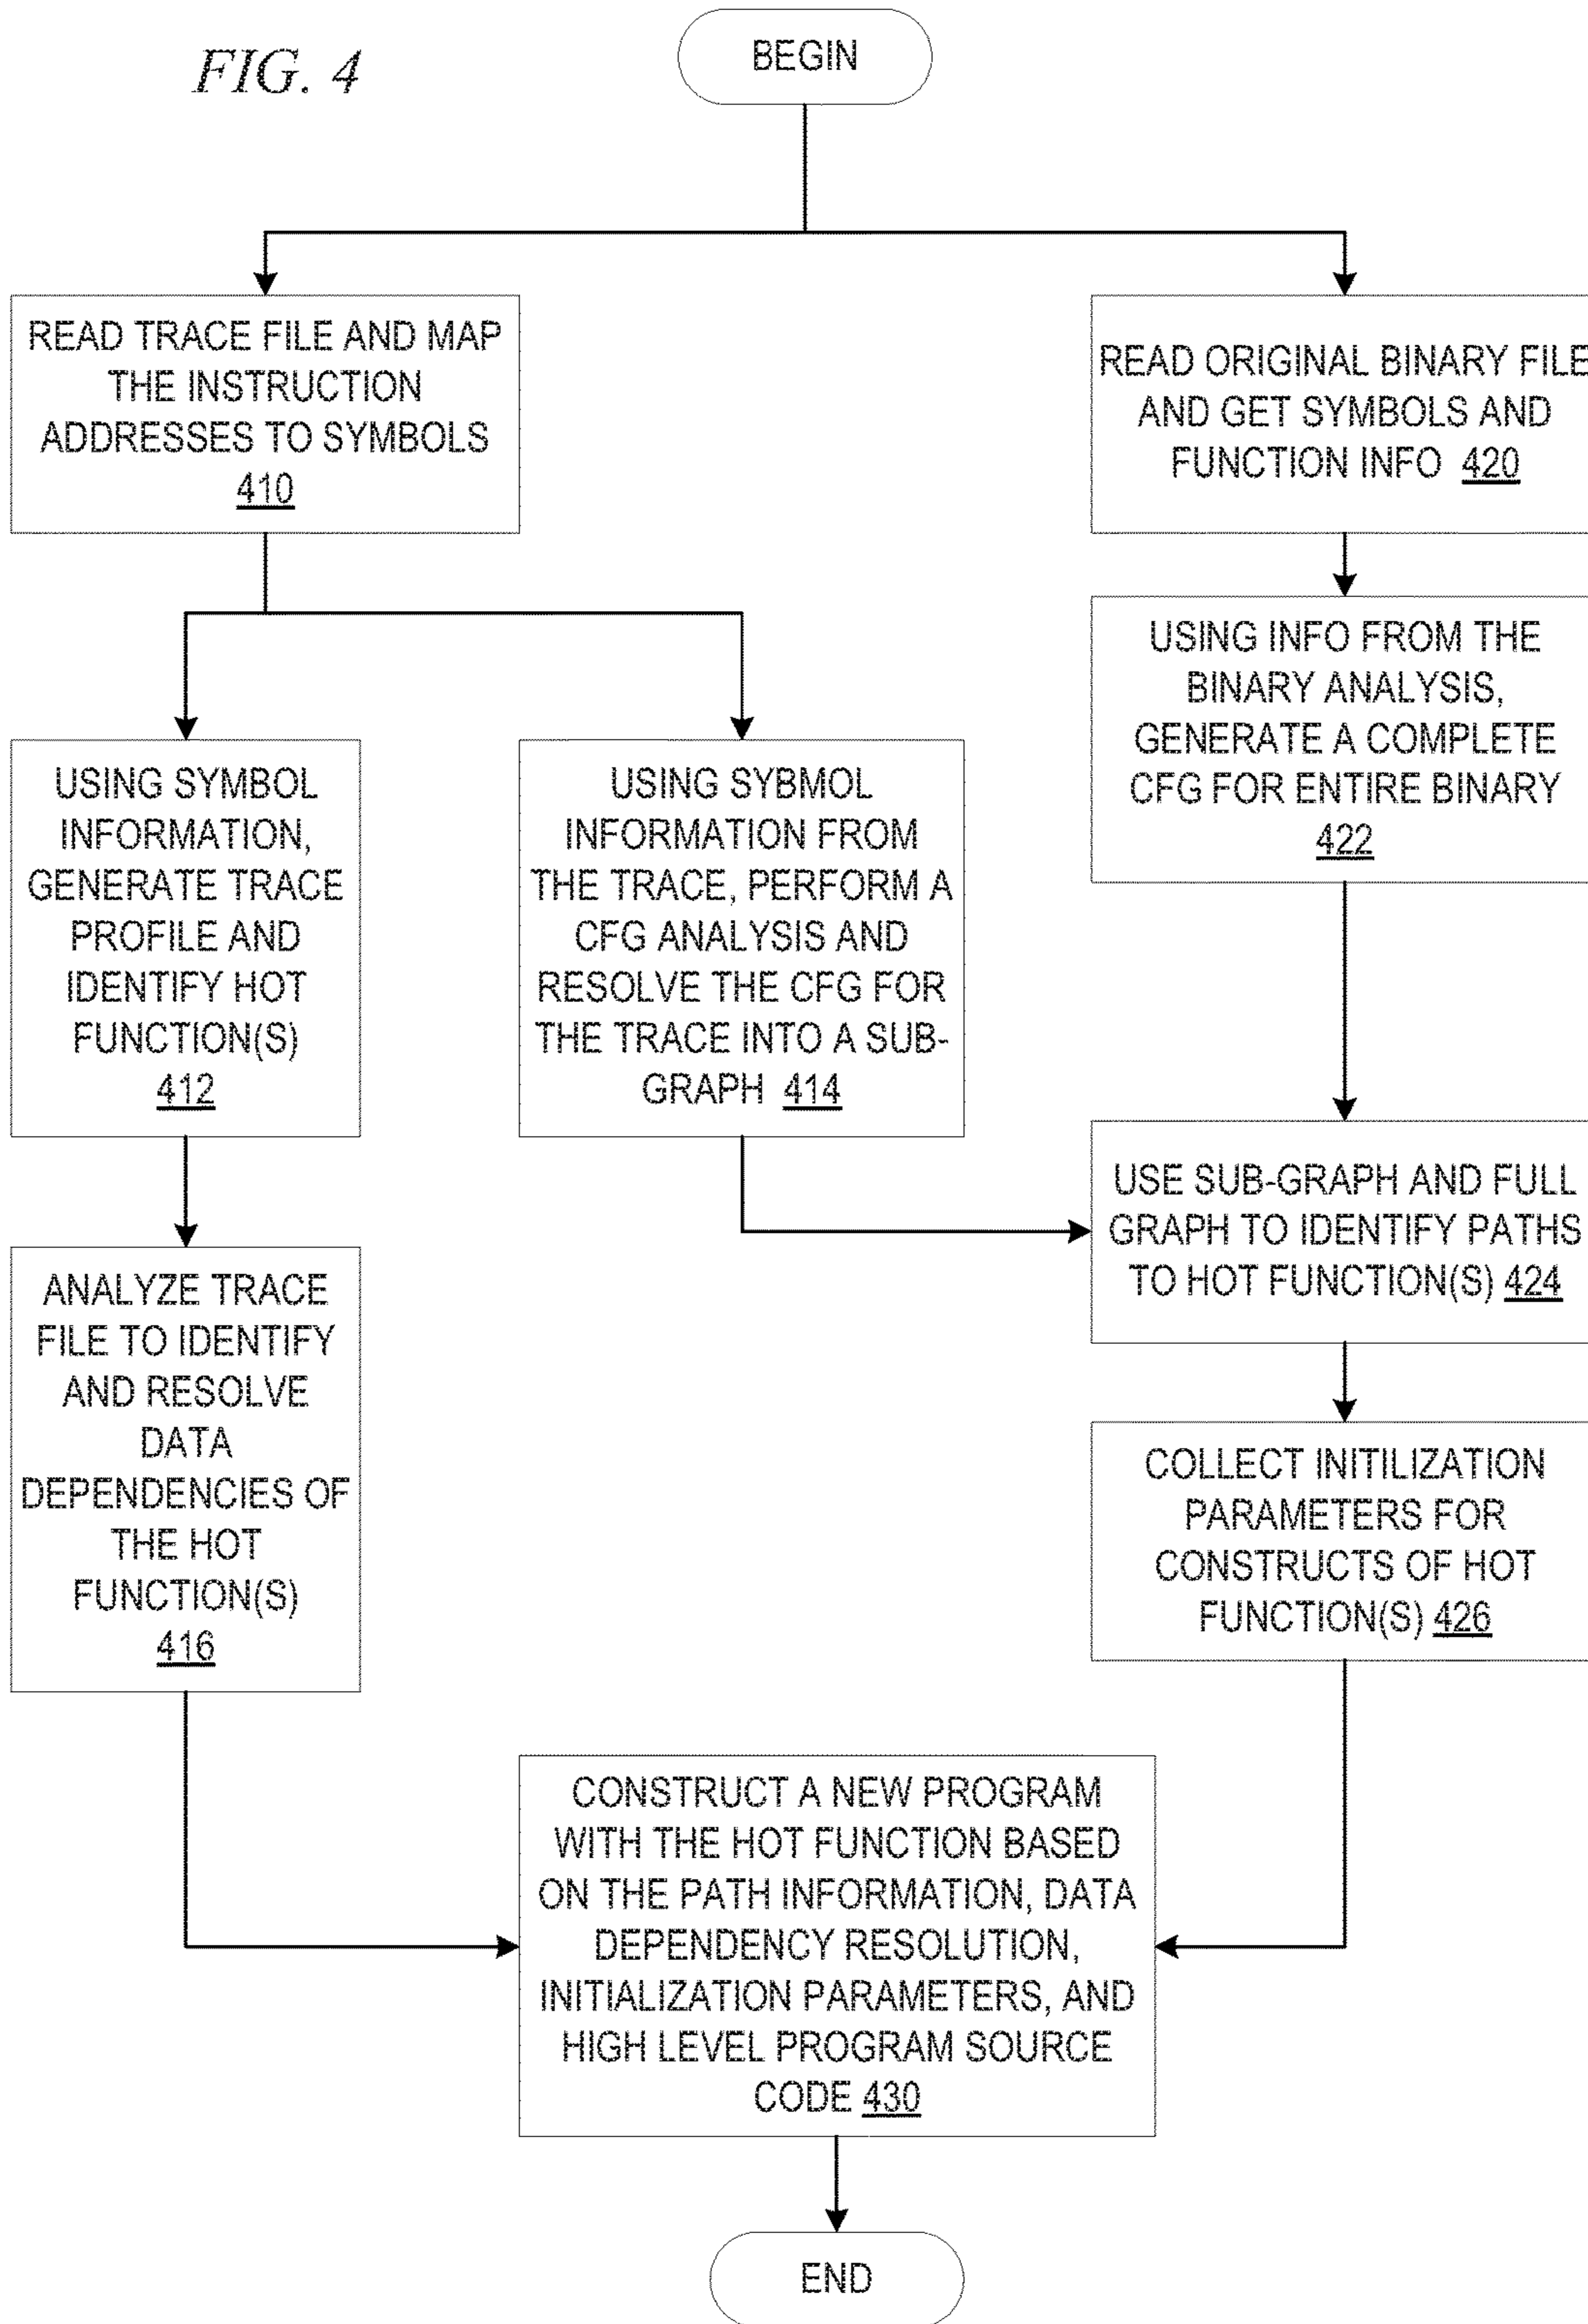 FIG. 4
BEGIN
READ TRACE FILE AND MAP
THE INSTRUCTION
ADDRESSES TO SYMBOLS
410
READ ORIGINAL BINARY FILE
AND GET SYMBOLS AND
FUNCTION INFO 420
USING INFO FROM THE
BINARY ANALYSIS,
GENERATE A COMPLETE
CFG FOR ENTIRE BINARY
422
USING SYMBOL
INFORMATION,
GENERATE TRACE
PROFILE AND
IDENTIFY HOT
FUNCTION(S)
412
USING SYBMOL
INFORMATION FROM
THE TRACE, PERFORM A
CFG ANALYSIS AND
RESOLVE THE CFG FOR
THE TRACE INTO A SUB-
GRAPH 414
USE SUB-GRAPH AND FULL
GRAPH TO IDENTIFY PATHS
TO HOT FUNCTION(S) 424
ANALYZE TRACE
FILE TO IDENTIFY
AND RESOLVE
DATA
DEPENDENCIES OF
THE HOT
FUNCTION(S)
416
COLLECT INITILIZATION
PARAMETERS FOR
CONSTRUCTS OF HOT
FUNCTION(S) 426
CONSTRUCT A NEW PROGRAM
WITH THE HOT FUNCTION BASED
ON THE PATH INFORMATION, DATA
DEPENDENCY RESOLUTION,
INITIALIZATION PARAMETERS, AND
HIGH LEVEL PROGRAM SOURCE
CODE 430
END